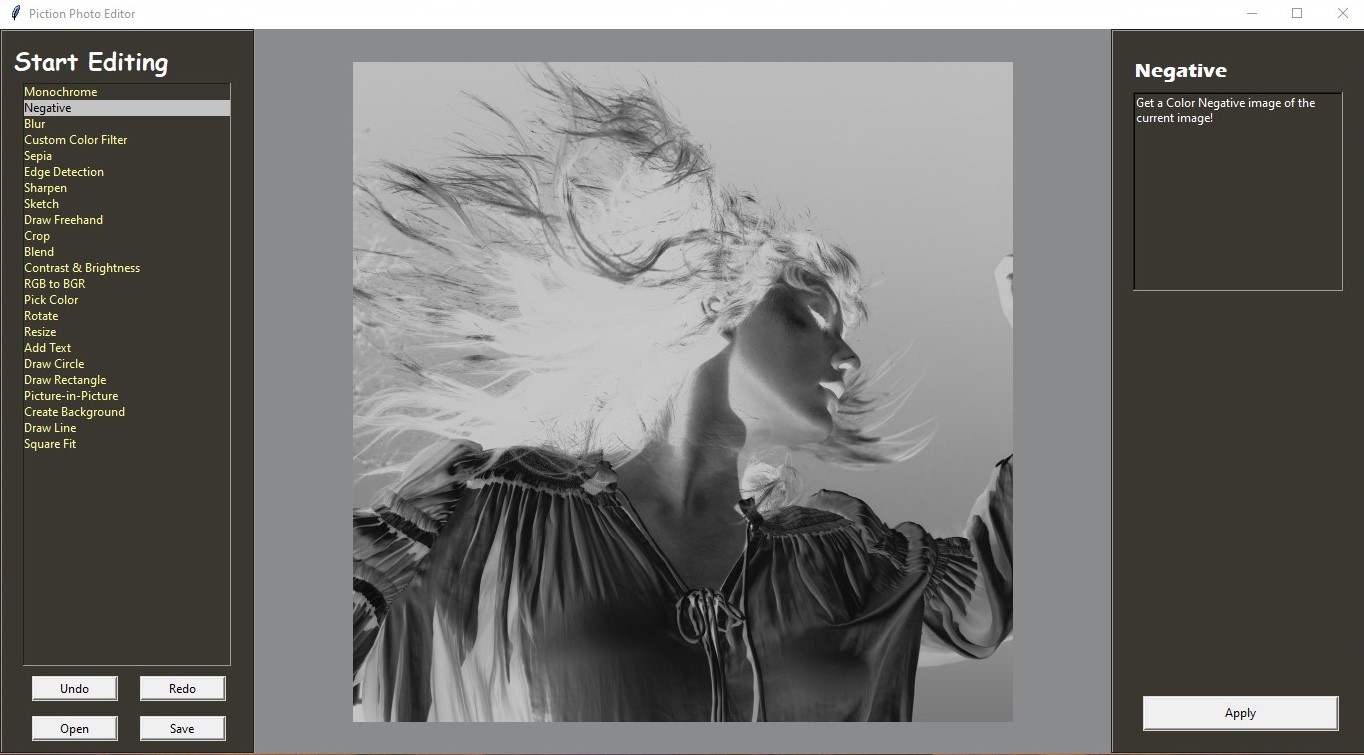 Piction Photo Editor
Start Editing
Monochrome
Negative
Blur
Custom Color Filter
Sepia
Edge Detection
Sharpen
Sketch
Draw Freehand
Crop
Blend
Contrast & Brightness
RGB to BGR
Pick Color
Rotate
Resize
Add Text
Draw Circle
Draw Rectangle
Picture-in-Picture
Create Background
Draw Line
Square Fit
Undo
Redo
Open
Save
Negative
Get a Color Negative image of the
current image!
Apply